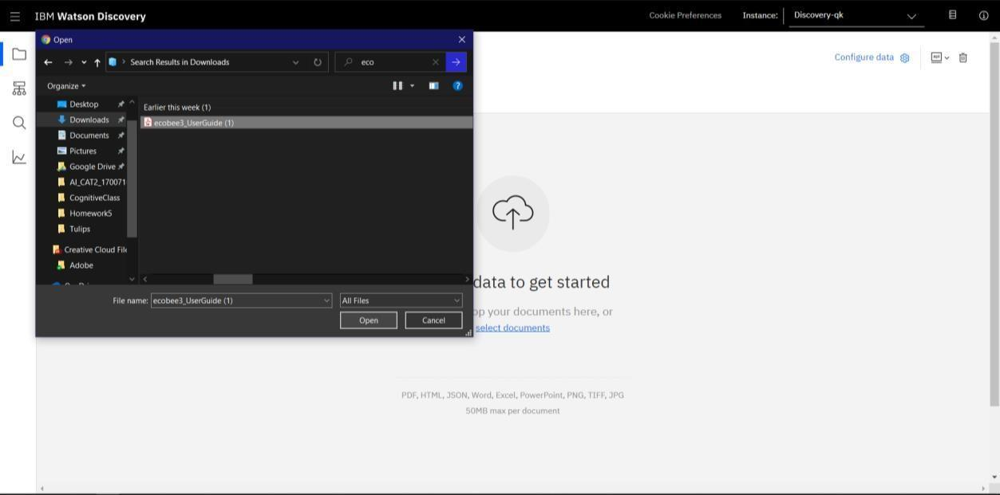 IBM Watson Discovery
Cookie Preferences
Instance:
Discovery-qk
Open
Search Results in Downloads
eco
Configure data
Organize
Desktop
Downloads
Documents
Pictures
Google Drive
AI_CAT2_170071
CognitiveClass
Homework5
Tulips
Creative Cloud File
Adobe
Earlier this week (1)
ecobee3_UserGuide (1)
File name:
ecobee3_UserGuide (1)
All Files
Open
Cancel
data to get started
op your documents here, or
select documents
PDF, HTML, JSON, Word, Excel, PowerPoint, PNG, TIFF, JPG
50MB max per document